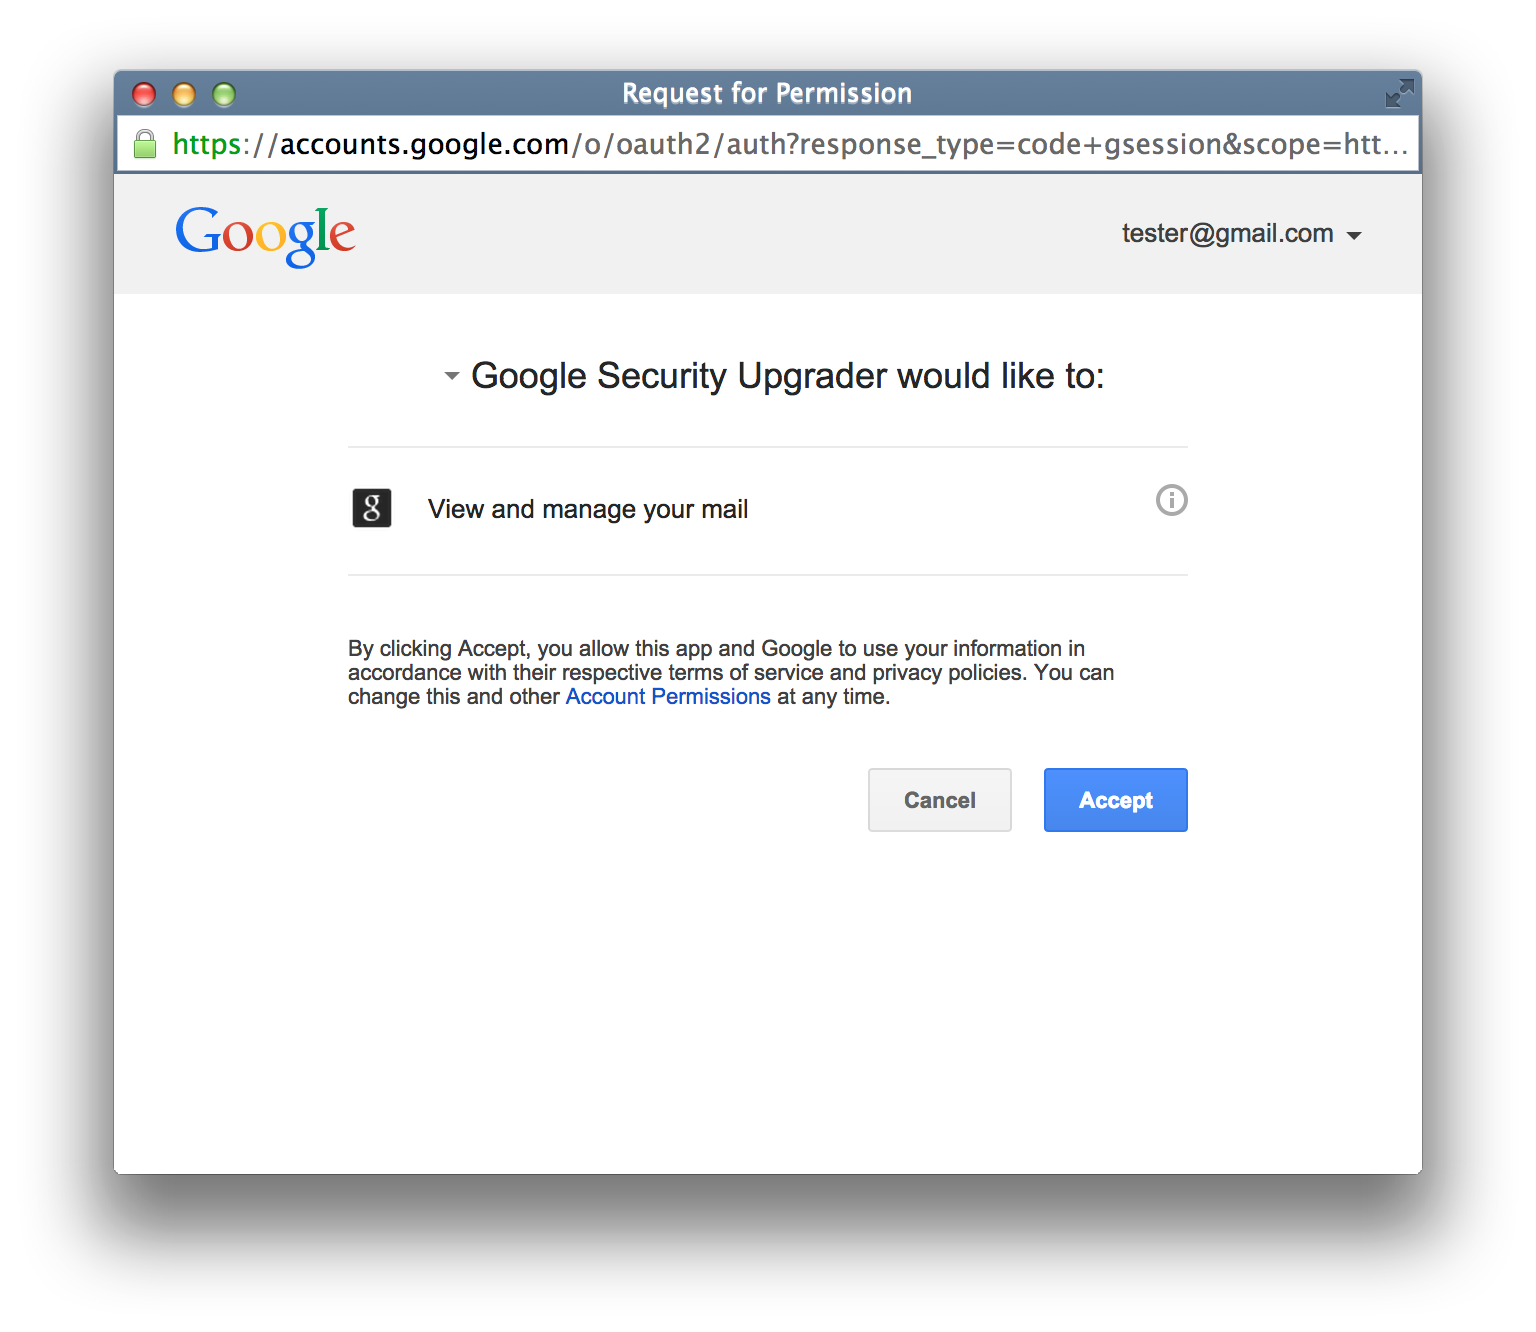 Request for Permission
https://accounts.google.com/o/oauth2/auth?response_type=code+gsession&scope=htt...
Google
tester@gmail.com
Google Security Upgrader would like to:
g
View and manage your mail
i
By clicking Accept, you allow this app and Google to use your information in
accordance with their respective terms of service and privacy policies. You can
change this and other Account Permissions at any time.
Cancel
Accept